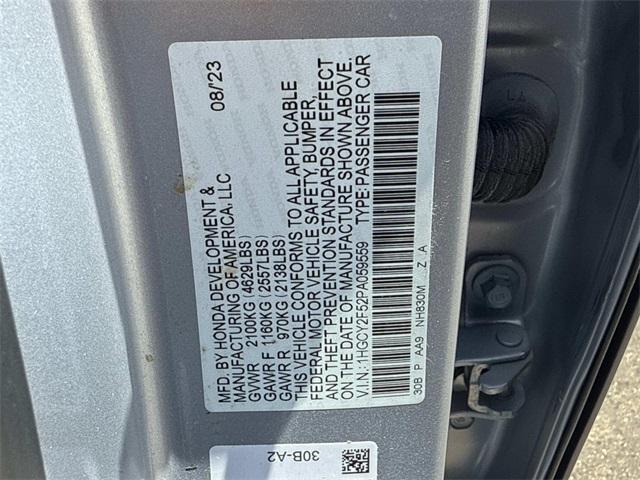 MFD. BY HONDA DEVELOPMENT & 08/23
MANUFACTURING OF AMERICA, LLC
GVWR 2100KG (4629LBS)
GAWR F 1160KG (2557LBS)
GAWR R 970KG (2138LBS)
THIS VEHICLE CONFORMS TO ALL APPLICABLE
FEDERAL MOTOR VEHICLE SAFETY, BUMPER,
AND THEFT PREVENTION STANDARDS IN EFFECT
ON THE DATE OF MANUFACTURE SHOWN ABOVE.
V.I.N.:1HGCY2F52PA059559 TYPE:PASSENGER CAR
30B P AA9 NH830M Z A
30B-A2